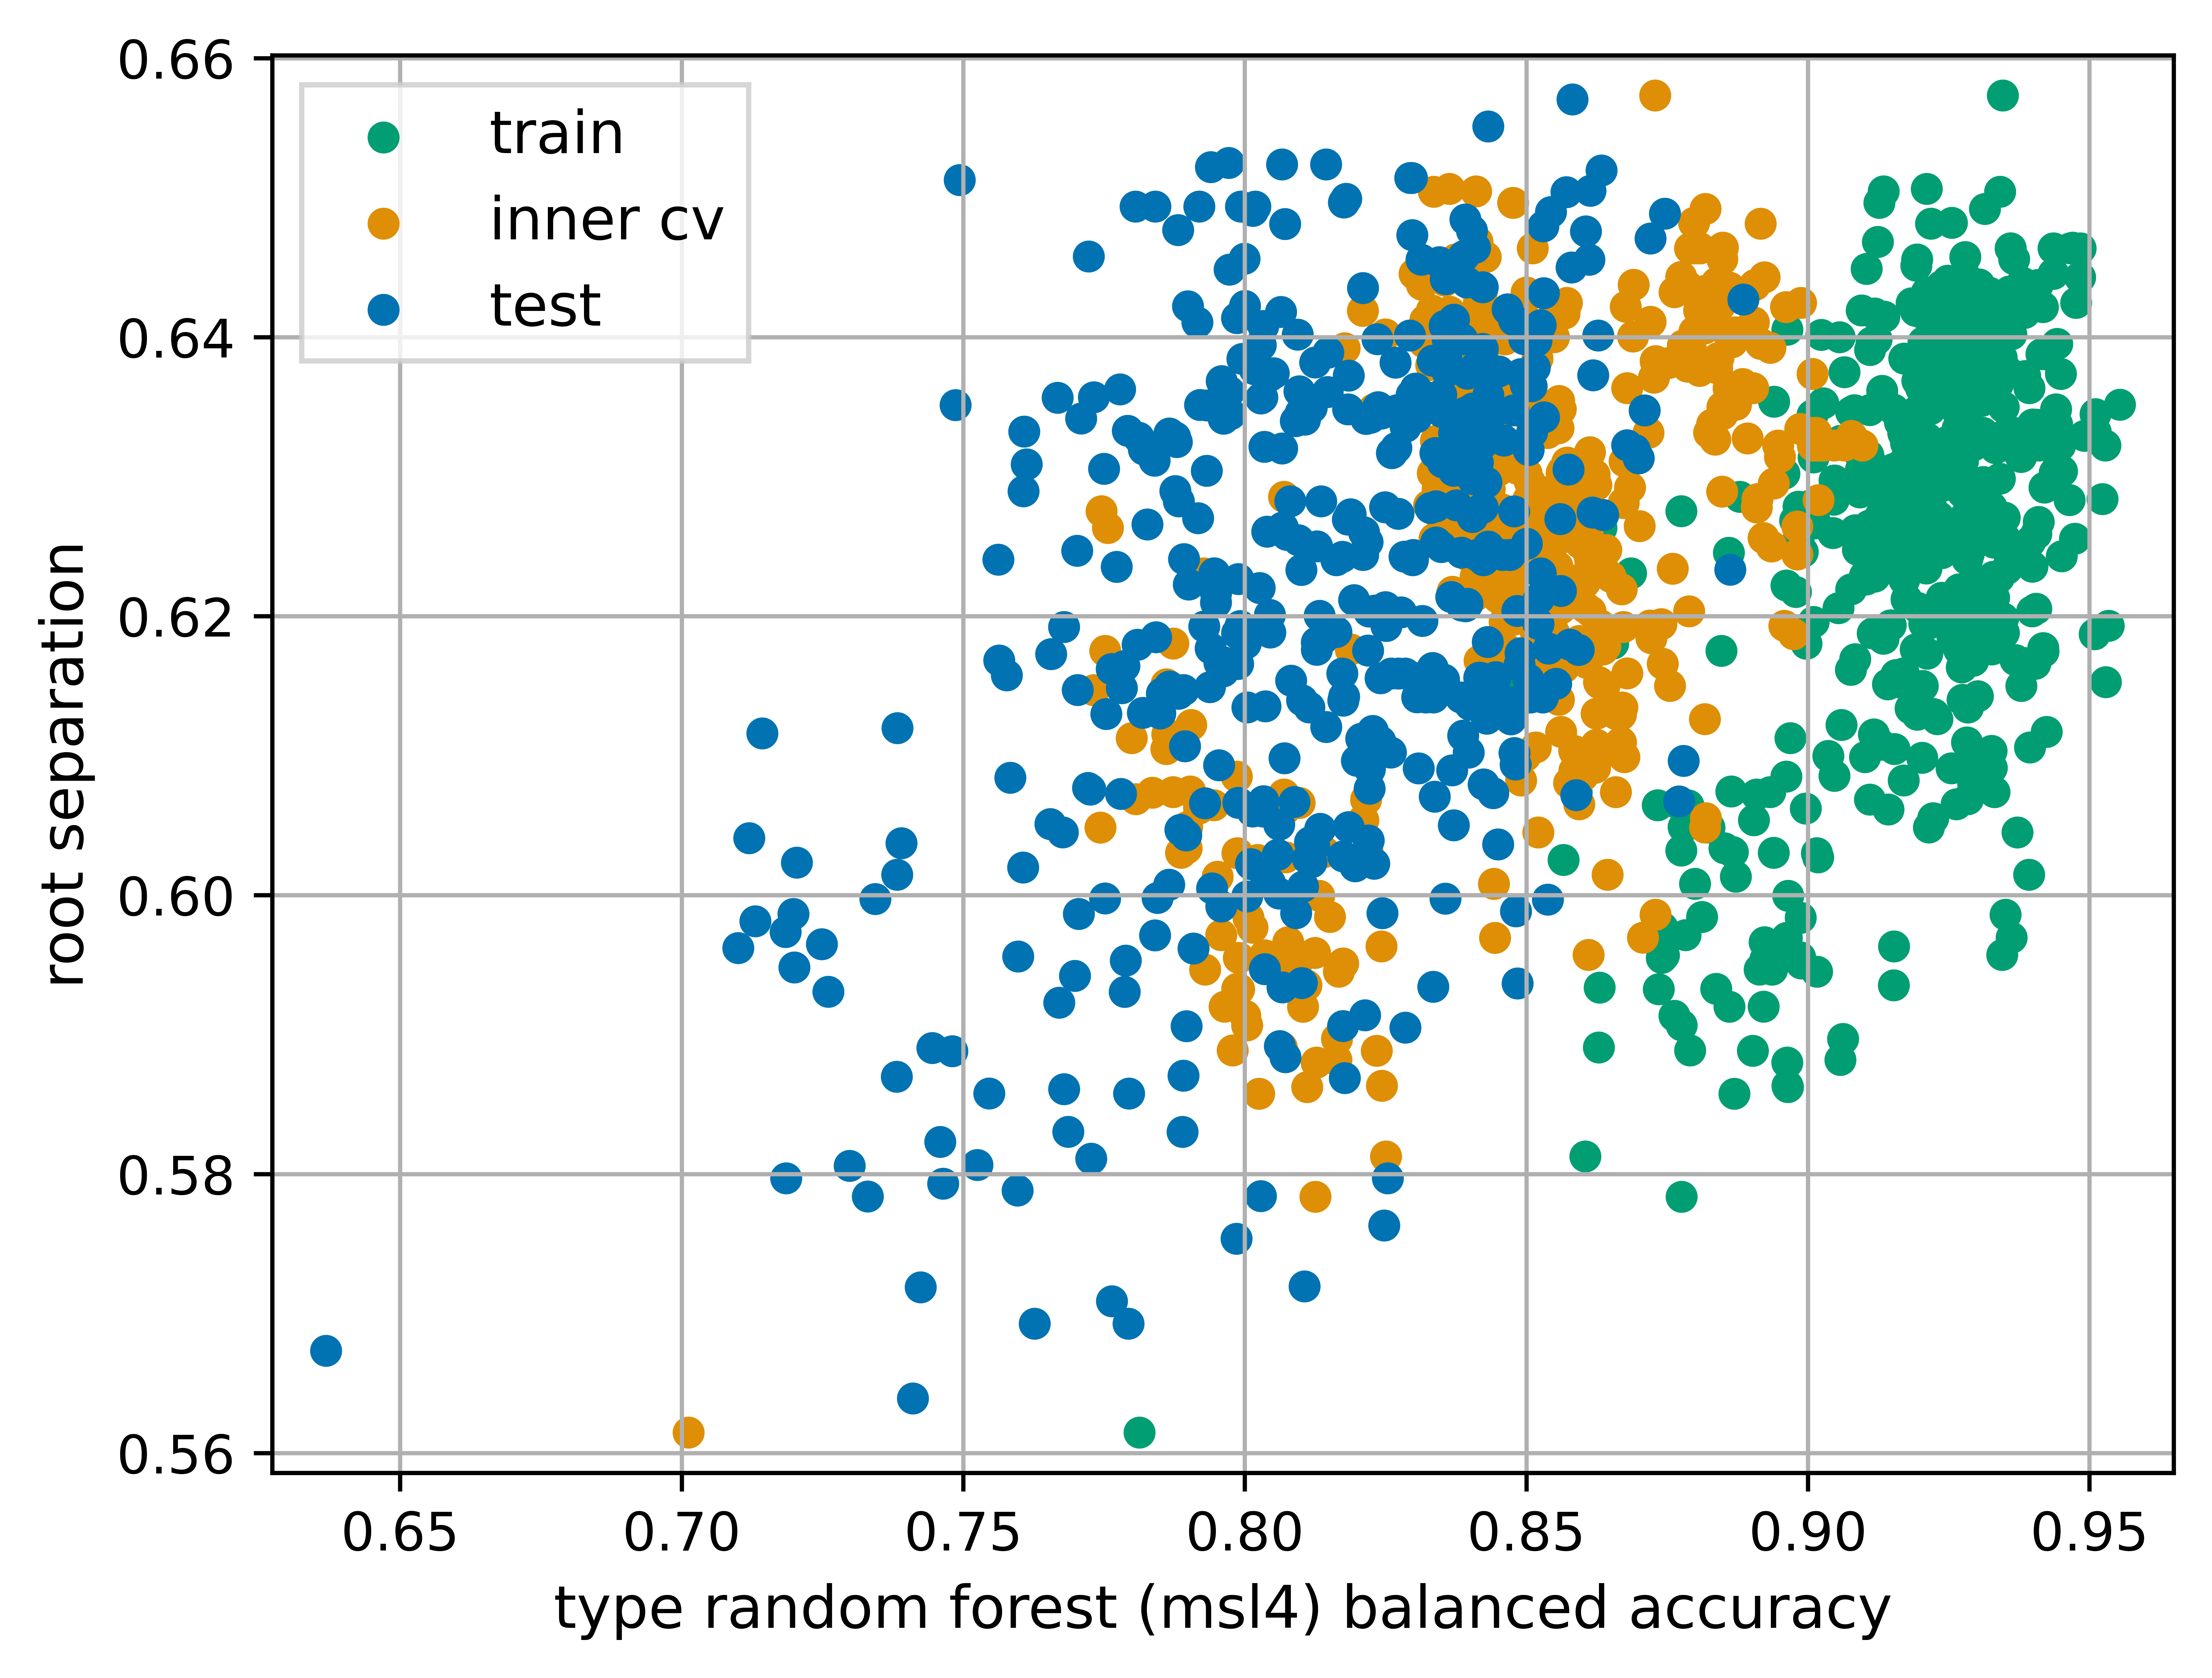 0.66
train
inner cv
test
0.64
0.62
root separation
0.60
0.58
0.56
0.65 0.70 0.75 0.80 0.85 0.90 0.95
type random forest (msl4) balanced accuracy